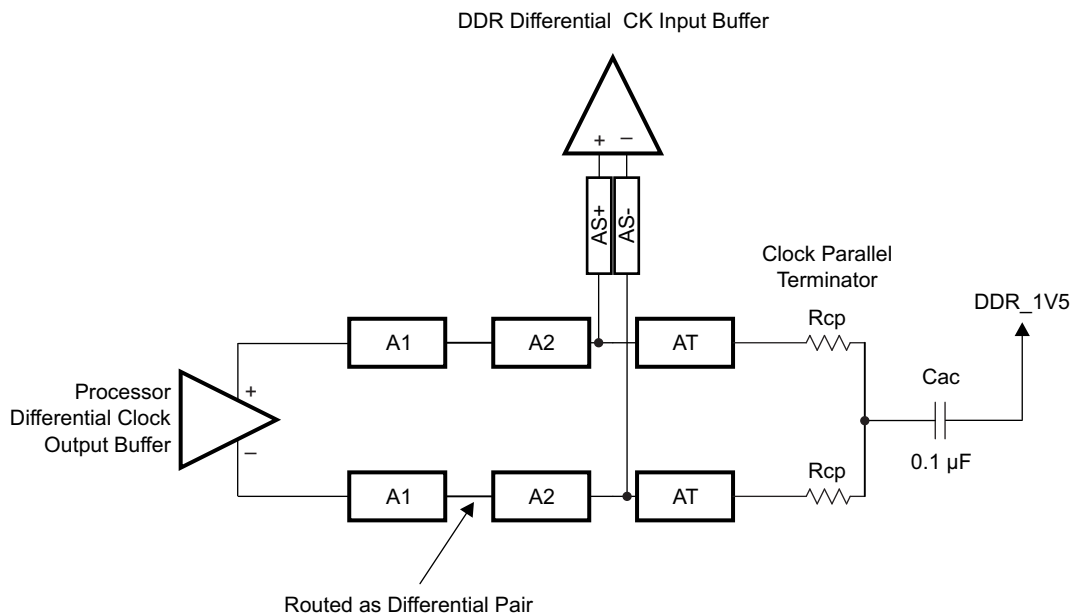 DDR Differential CK Input Buffer
+ −
AS+ AS-
Clock Parallel
Terminator
DDR_1V5
Rcp
A1 A2 AT
Cac
Processor
Differential Clock
Output Buffer
+
−
0.1 µF
Rcp
A1 A2 AT
Routed as Differential Pair